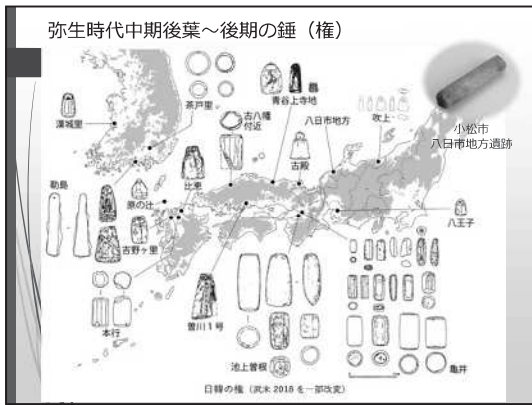 弥生時代中期後葉～後期の錘（権）
小松市
八日市地方遺跡
茶戸里
青谷上寺地
古八幡
付近
八日市地方
吹上
古殿
勒島
原の辻
比恵
吉野ヶ里
八王子
本行
曽川1号
池上曽根
亀井
日韓の権（武末 2018 を一部改変）